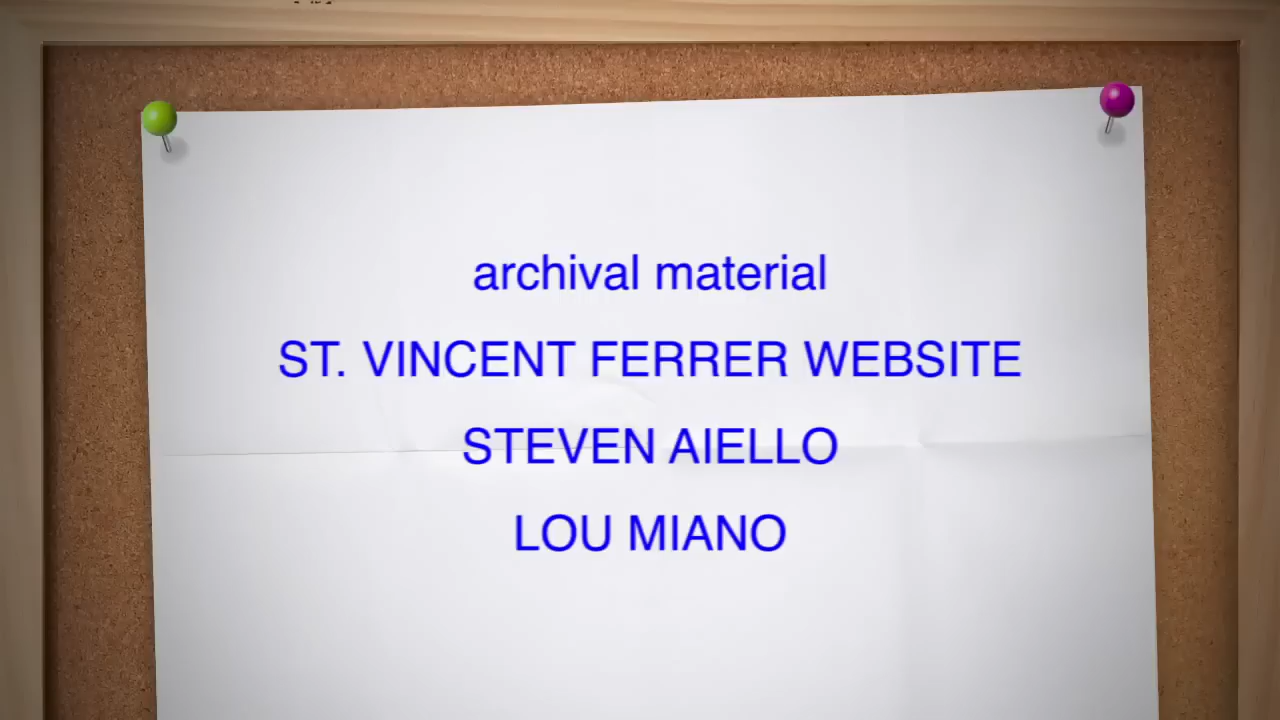 archival material
ST. VINCENT FERRER WEBSITE
STEVEN AIELLO
LOU MIANO